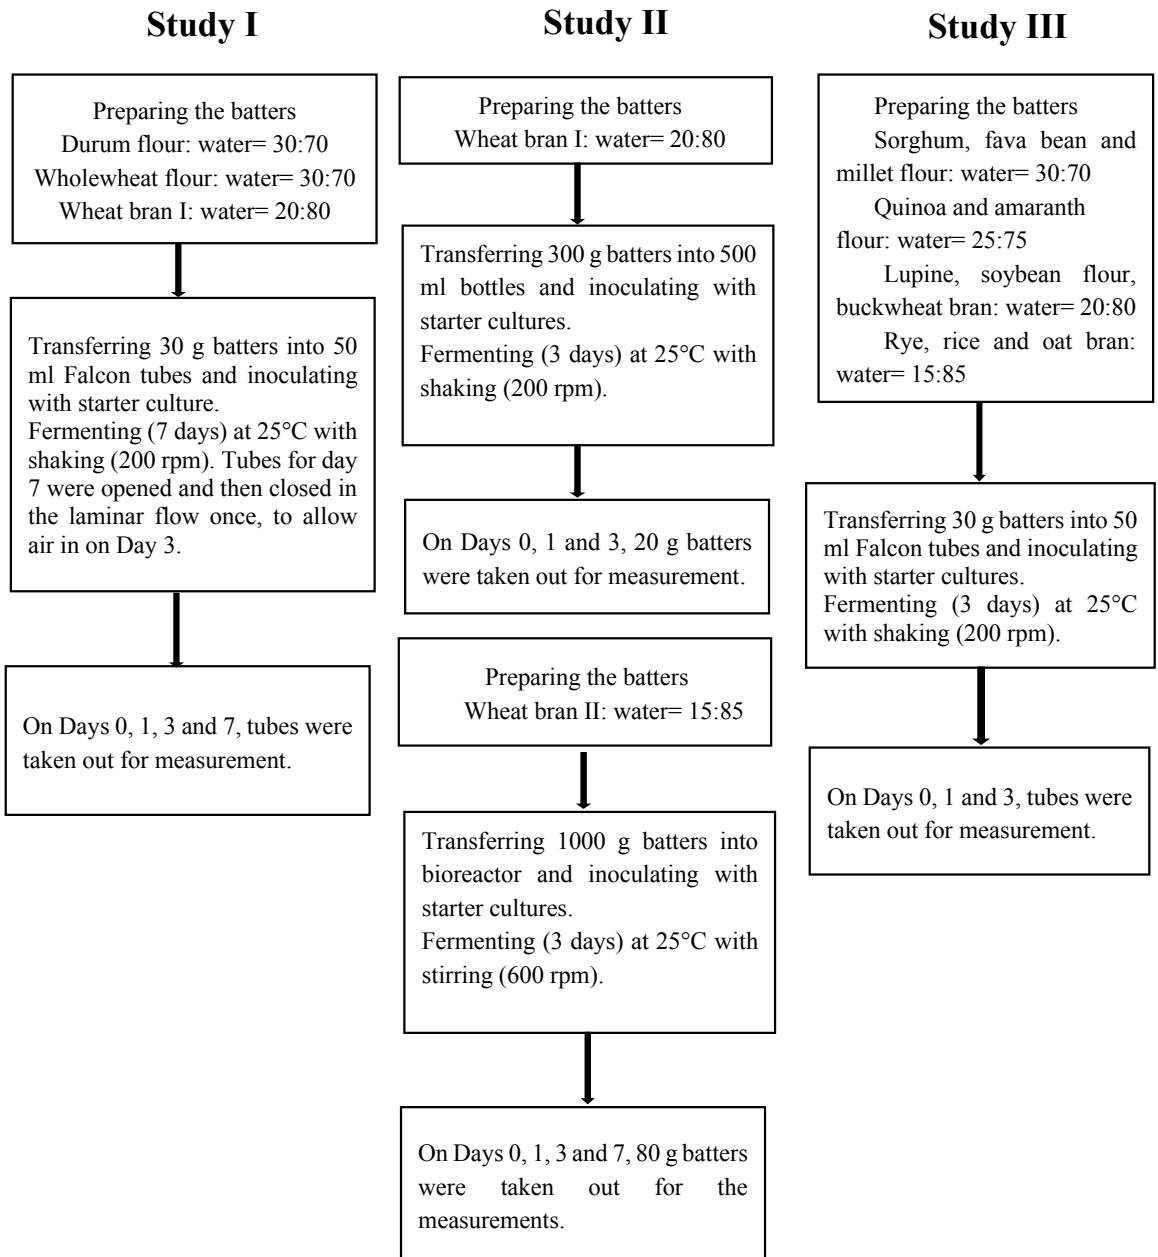 Study I
Preparing the batters
Durum flour: water= 30:70
Wholewheat flour: water= 30:70
Wheat bran I: water= 20:80
Transferring 30 g batters into 50
ml Falcon tubes and inoculating
with starter culture.
Fermenting (7 days) at 25°C with
shaking (200 rpm). Tubes for day
7 were opened and then closed in
the laminar flow once, to allow
air in on Day 3.
On Days 0, 1, 3 and 7, tubes were
taken out for measurement.
Study II
Preparing the batters
Wheat bran I: water= 20:80
Transferring 300 g batters into 500
ml bottles and inoculating with
starter cultures.
Fermenting (3 days) at 25°C with
shaking (200 rpm).
On Days 0, 1 and 3, 20 g batters
were taken out for measurement.
Preparing the batters
Wheat bran II: water= 15:85
Transferring 1000 g batters into
bioreactor and inoculating with
starter cultures.
Fermenting (3 days) at 25°C with
stirring (600 rpm).
On Days 0, 1, 3 and 7, 80 g batters
were taken out for the
measurements.
Study III
Preparing the batters
Sorghum, fava bean and
millet flour: water= 30:70
Quinoa and amaranth
flour: water= 25:75
Lupine, soybean flour,
buckwheat bran: water= 20:80
Rye, rice and oat bran:
water= 15:85
Transferring 30 g batters into 50
ml Falcon tubes and inoculating
with starter cultures.
Fermenting (3 days) at 25°C
with shaking (200 rpm).
On Days 0, 1 and 3, tubes were
taken out for measurement.